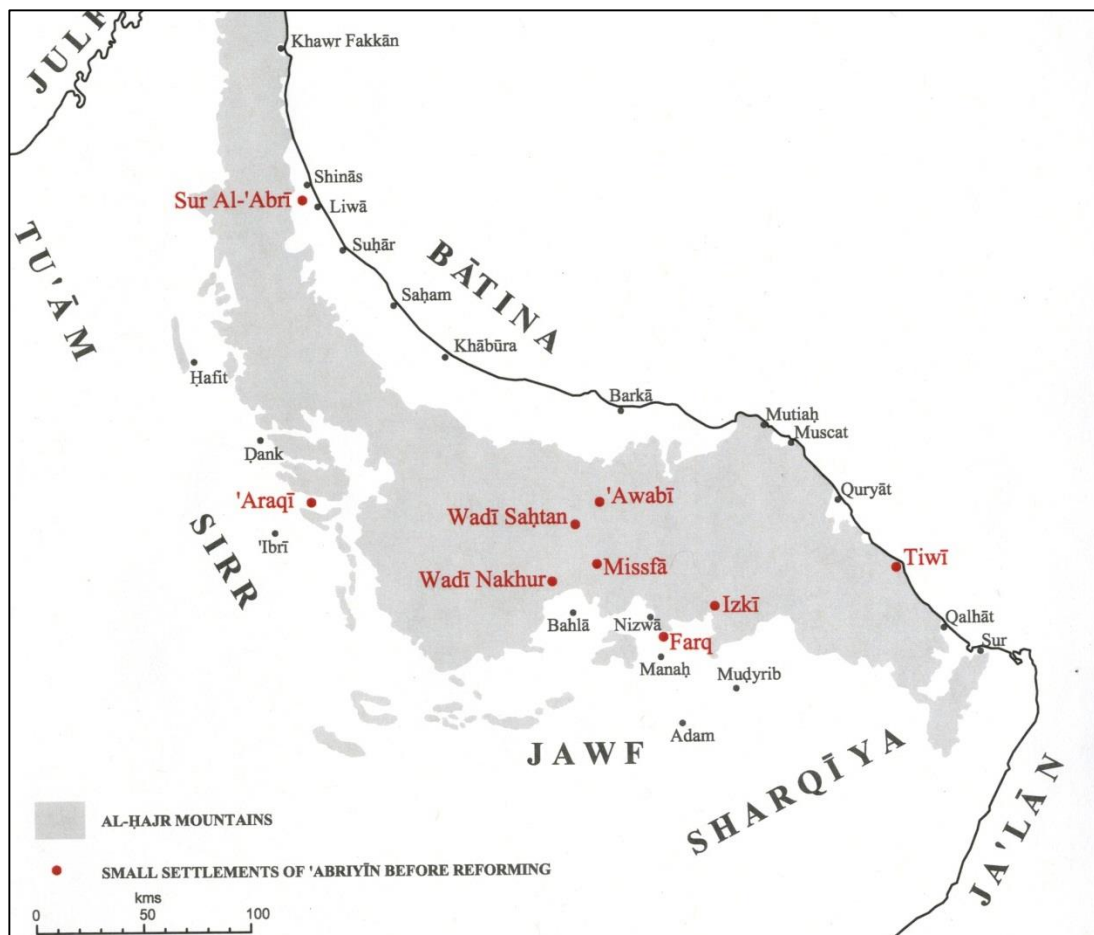 JULF
Khawr Fakkān
Shinās
Sur Al-'Abrī
Liwā
TU'ĀM
Suḥār
BĀTINA
Saḥam
Khābūra
Ḥafit
Barkā
Mutiaḥ
Muscat
Ḍank
Quryāt
'Araqī
'Awabī
Wadī Saḥtan
SIRR
'Ibrī
Missfā
Tiwī
Wadī Nakhur
Izkī
Bahlā
Nizwā
Qalhāt
Farq
Sur
Manaḥ
Muḍyrib
Adam
JAWF
SHARQĪYA
JA'LĀN
AL-ḤAJR MOUNTAINS
SMALL SETTLEMENTS OF 'ABRIYĪN BEFORE REFORMING
kms
0 50 100